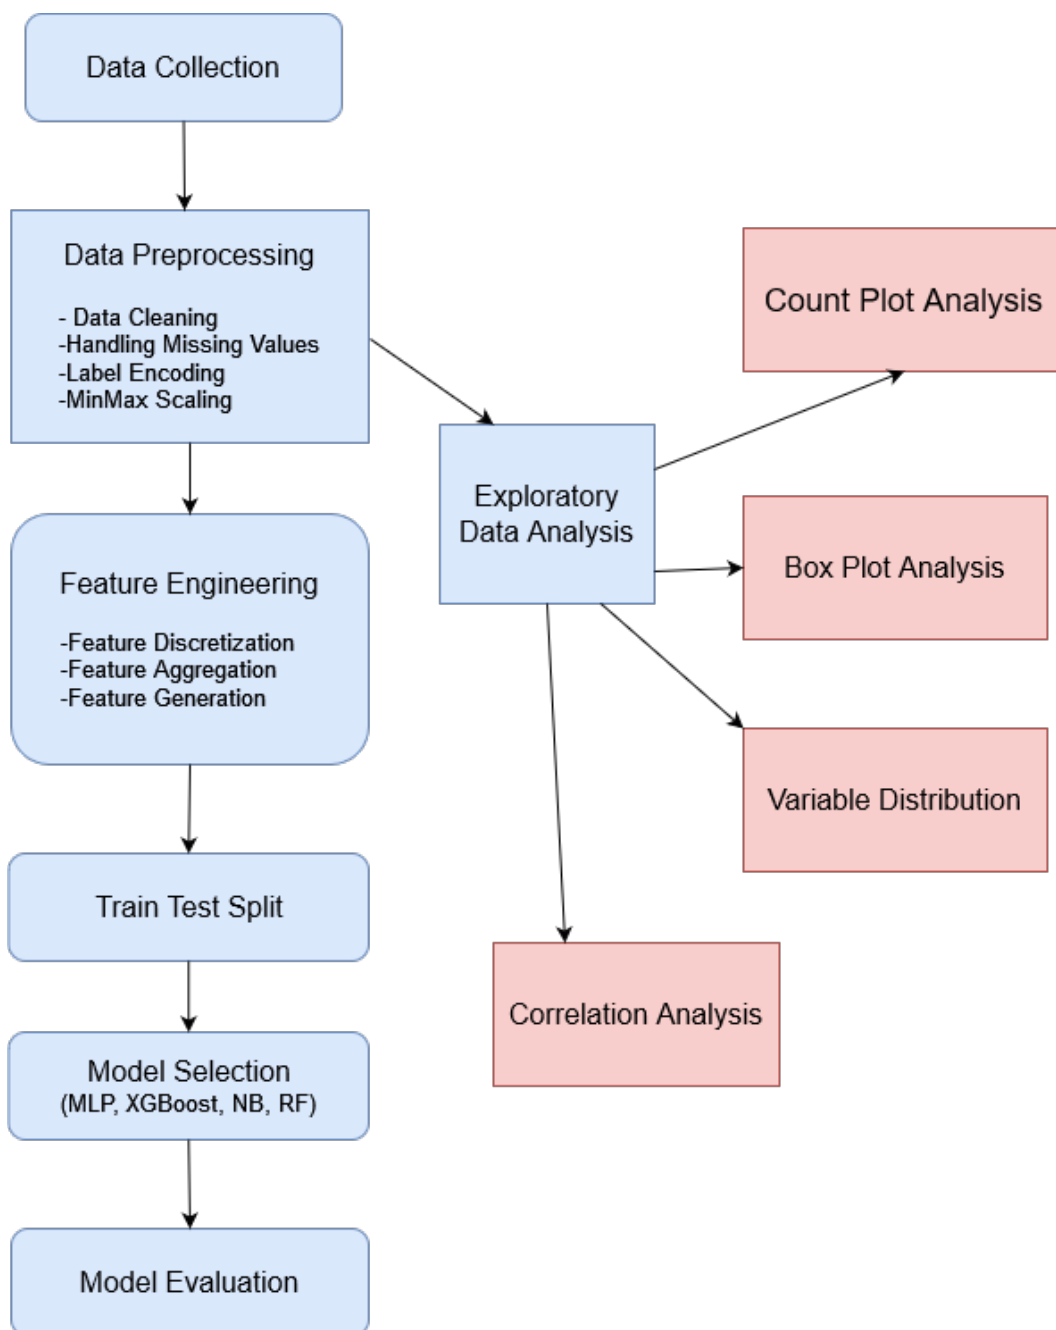 Data Collection
Data Preprocessing
- Data Cleaning
-Handling Missing Values
-Label Encoding
-MinMax Scaling
Feature Engineering
-Feature Discretization
-Feature Aggregation
-Feature Generation
Train Test Split
Model Selection
(MLP, XGBoost, NB, RF)
Model Evaluation
Exploratory
Data Analysis
Count Plot Analysis
Box Plot Analysis
Variable Distribution
Correlation Analysis